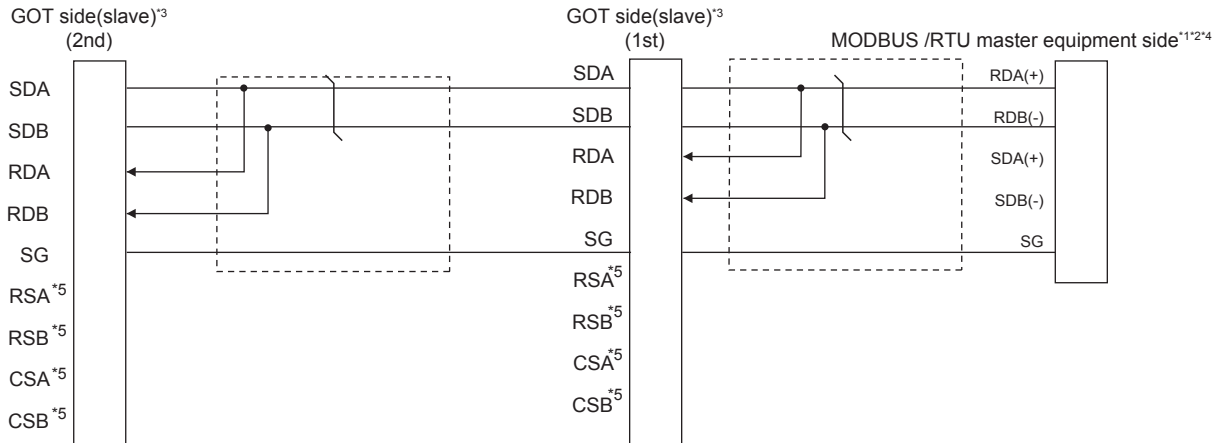 GOT side(slave)*3
(2nd)
SDA
SDB
RDA
RDB
SG
RSA*5
RSB*5
CSA*5
CSB*5
GOT side(slave)*3
(1st)
SDA
SDB
RDA
RDB
SG
RSA*5
RSB*5
CSA*5
CSB*5
MODBUS /RTU master equipment side*1*2*4
RDA(+)
RDB(-)
SDA(+)
SDB(-)
SG